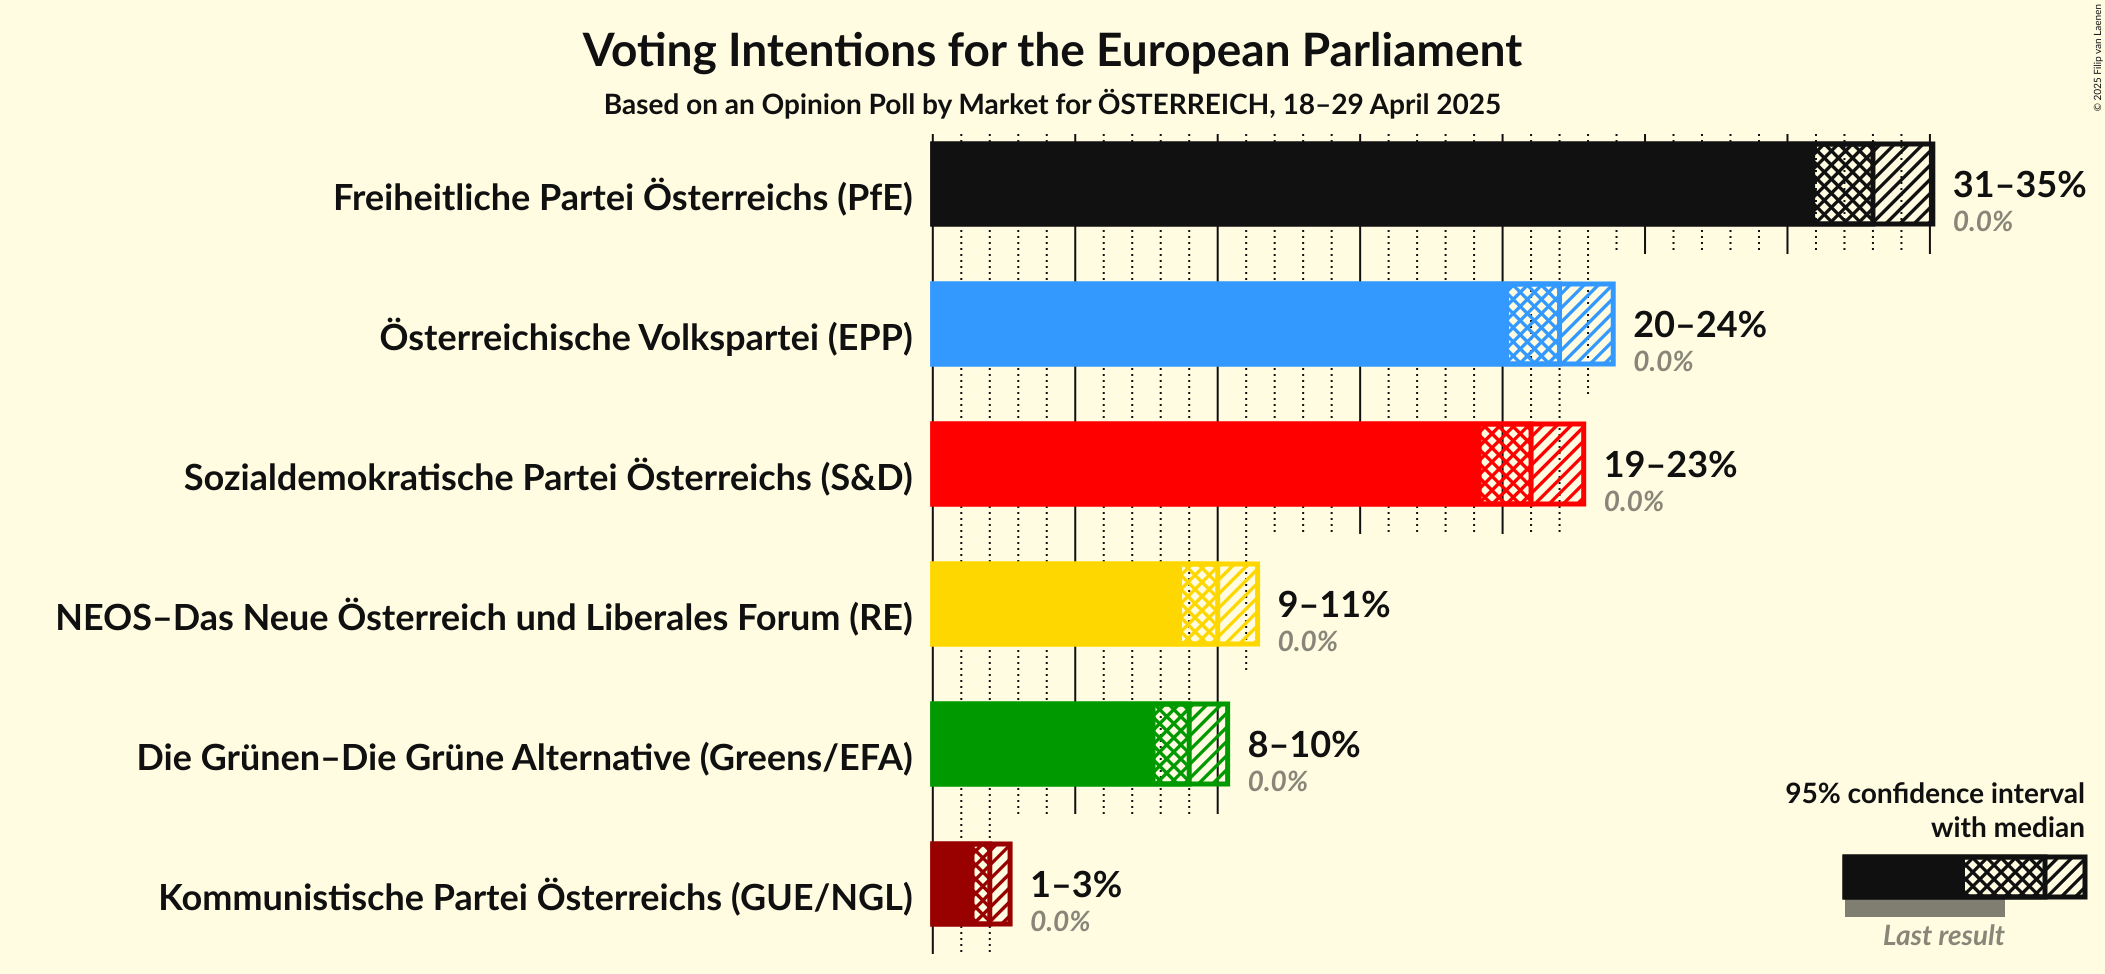 Voting Intentions for the European Parliament
Based on an Opinion Poll by Market for ÖSTERREICH, 18–29 April 2025
© 2025 Filip van Laenen
Freiheitliche Partei Österreichs (PfE)
31–35%
0.0%
Österreichische Volkspartei (EPP)
20–24%
0.0%
Sozialdemokratische Partei Österreichs (S&D)
19–23%
0.0%
NEOS–Das Neue Österreich und Liberales Forum (RE)
9–11%
0.0%
Die Grünen–Die Grüne Alternative (Greens/EFA)
8–10%
0.0%
Kommunistische Partei Österreichs (GUE/NGL)
1–3%
0.0%
95% confidence interval
with median
Last result